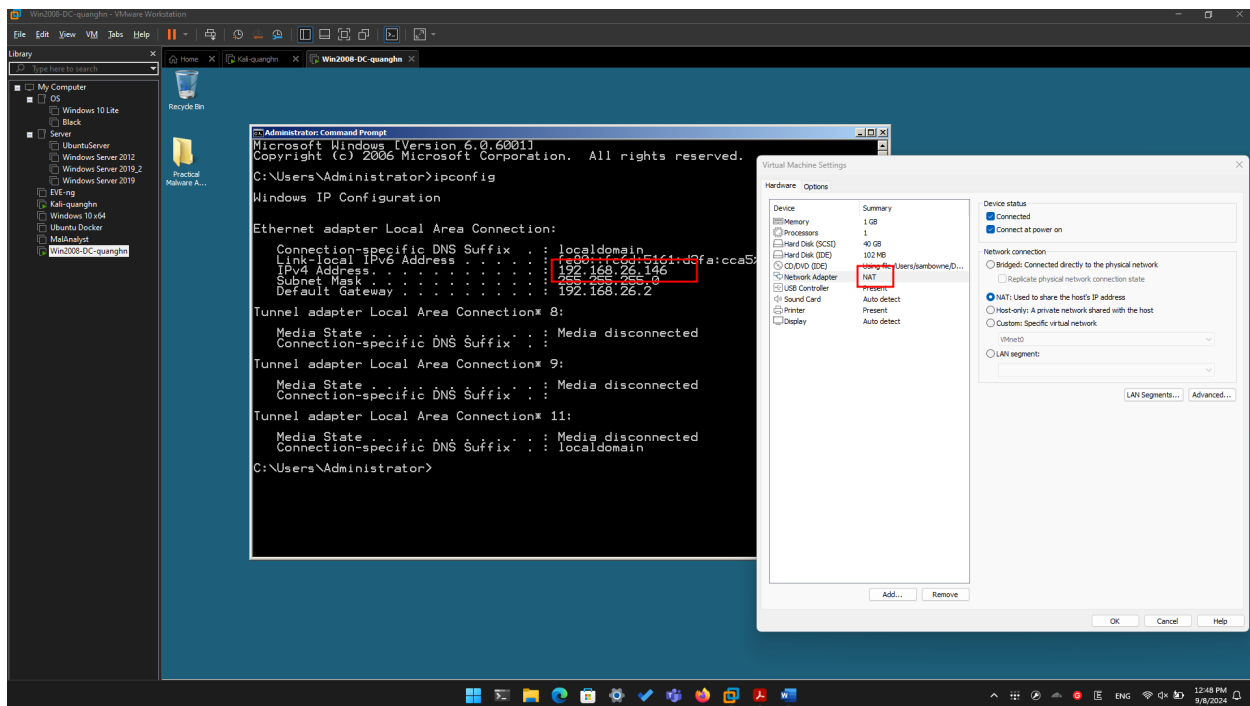 Win2008-DC-quanghn - VMware Workstation
File Edit View VM Tabs Help
Library
Type here to search
My Computer
OS
Windows 10 Lite
Black
Server
UbuntuServer
Windows Server 2012
Windows Server 2019_2
Windows Server 2019
EVE-ng
Kali-quanghn
Windows 10 x64
Ubuntu Docker
MalAnalyst
Win2008-DC-quanghn
Home Kali-quanghn Win2008-DC-quanghn
Recycle Bin
Practical
Malware A...
Administrator: Command Prompt
Microsoft Windows [Version 6.0.6001]
Copyright (c) 2006 Microsoft Corporation. All rights reserved.
C:\Users\Administrator>ipconfig
Windows IP Configuration
Ethernet adapter Local Area Connection:
Connection-specific DNS Suffix . : localdomain
Link-local IPv6 Address . . . . . : fe80::fc6d:5161:d3fa:cca5%
IPv4 Address. . . . . . . . . . . : 192.168.26.146
Subnet Mask . . . . . . . . . . . : 255.255.255.0
Default Gateway . . . . . . . . . : 192.168.26.2
Tunnel adapter Local Area Connection* 8:
Media State . . . . . . . . . . . : Media disconnected
Connection-specific DNS Suffix . :
Tunnel adapter Local Area Connection* 9:
Media State . . . . . . . . . . . : Media disconnected
Connection-specific DNS Suffix . :
Tunnel adapter Local Area Connection* 11:
Media State . . . . . . . . . . . : Media disconnected
Connection-specific DNS Suffix . : localdomain
C:\Users\Administrator>
Virtual Machine Settings
Hardware Options
Device Summary
Memory 1 GB
Processors 1
Hard Disk (SCSI) 40 GB
Hard Disk (IDE) 102 MB
CD/DVD (IDE) Using file /Users/sambowne/D...
Network Adapter NAT
USB Controller Present
Sound Card Auto detect
Printer Present
Display Auto detect
Add... Remove
Device status
Connected
Connect at power on
Network connection
Bridged: Connected directly to the physical network
Replicate physical network connection state
NAT: Used to share the host's IP address
Host-only: A private network shared with the host
Custom: Specific virtual network
VMnet0
LAN segment:
LAN Segments... Advanced...
OK Cancel Help
ENG
12:48 PM
9/8/2024